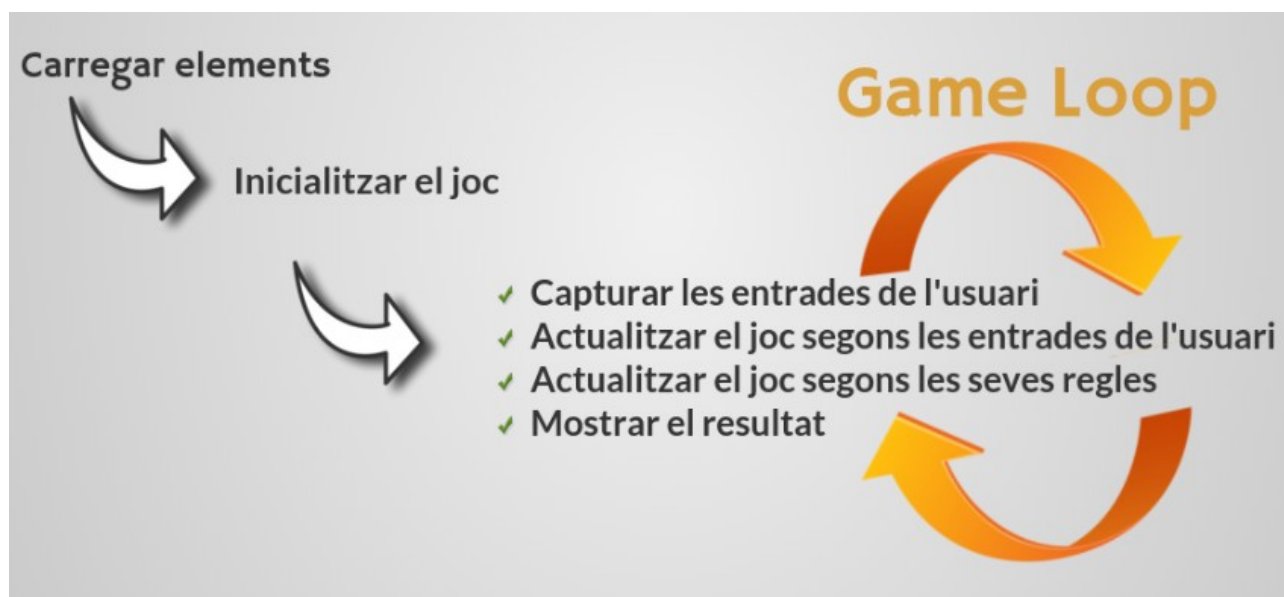 Carregar elements
Game Loop
Inicialitzar el joc
Capturar les entrades de l'usuari
Actualitzar el joc segons les entrades de l'usuari
Actualitzar el joc segons les seves regles
Mostrar el resultat